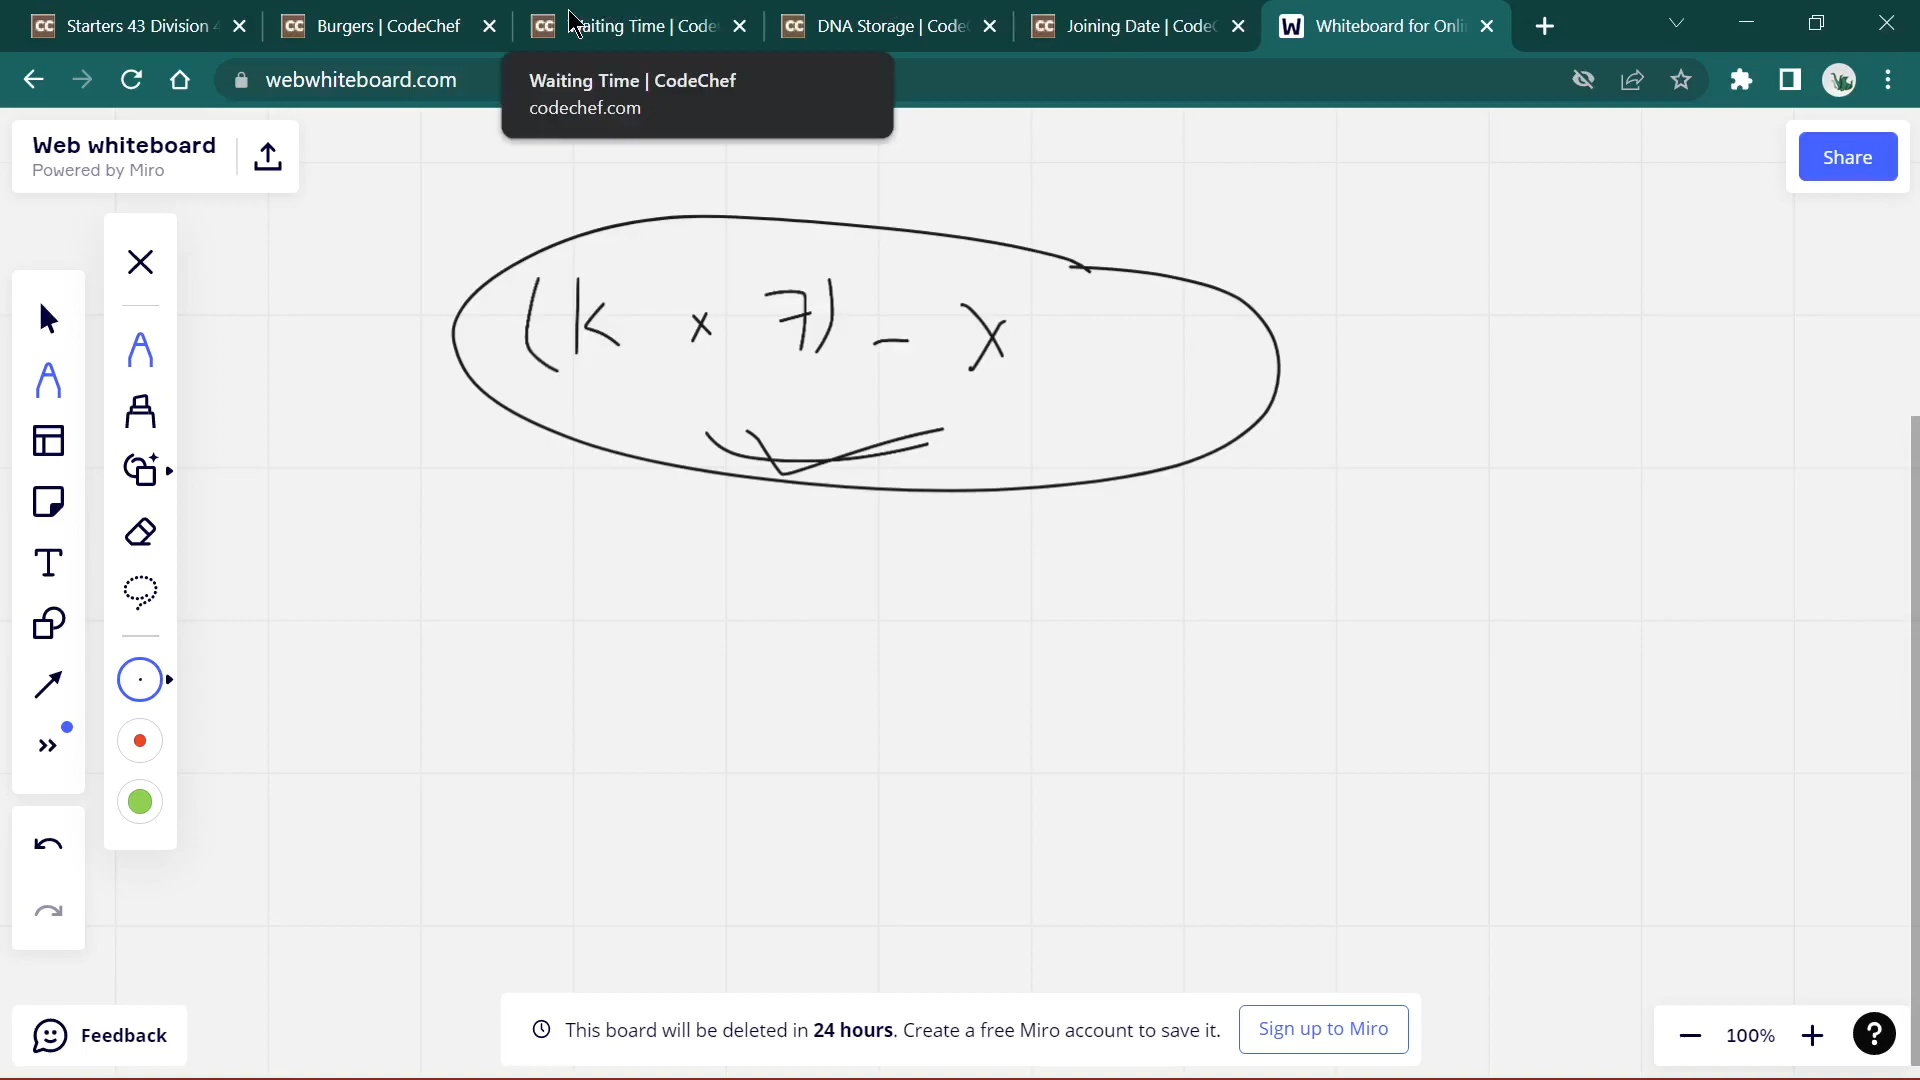 Starters 43 Division
Burgers | CodeChef
aiting Time | Code
DNA Storage | Code
Joining Date | CodeC
Whiteboard for Onli
webwhiteboard.com
Waiting Time | CodeChef
codechef.com
Web whiteboard
Powered by Miro
Share
(k × 7) - X
Feedback
This board will be deleted in 24 hours. Create a free Miro account to save it.
Sign up to Miro
100%